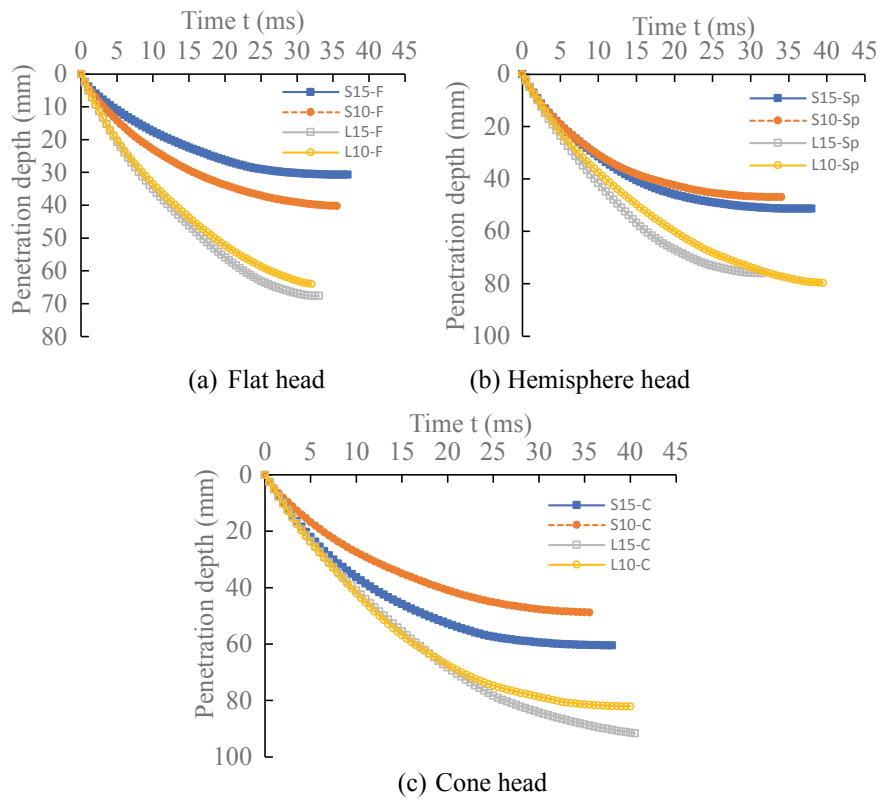 Time t (ms)
0 5 10 15 20 25 30 35 40 45
Penetration depth (mm)
0
10
20
30
40
50
60
70
80
S15-F
S10-F
L15-F
L10-F
(a) Flat head
Time t (ms)
0 5 10 15 20 25 30 35 40 45
Penetration depth (mm)
0
20
40
60
80
100
S15-Sp
S10-Sp
L15-Sp
L10-Sp
(b) Hemisphere head
Time t (ms)
0 5 10 15 20 25 30 35 40 45
Penetration depth (mm)
0
20
40
60
80
100
S15-C
S10-C
L15-C
L10-C
(c) Cone head